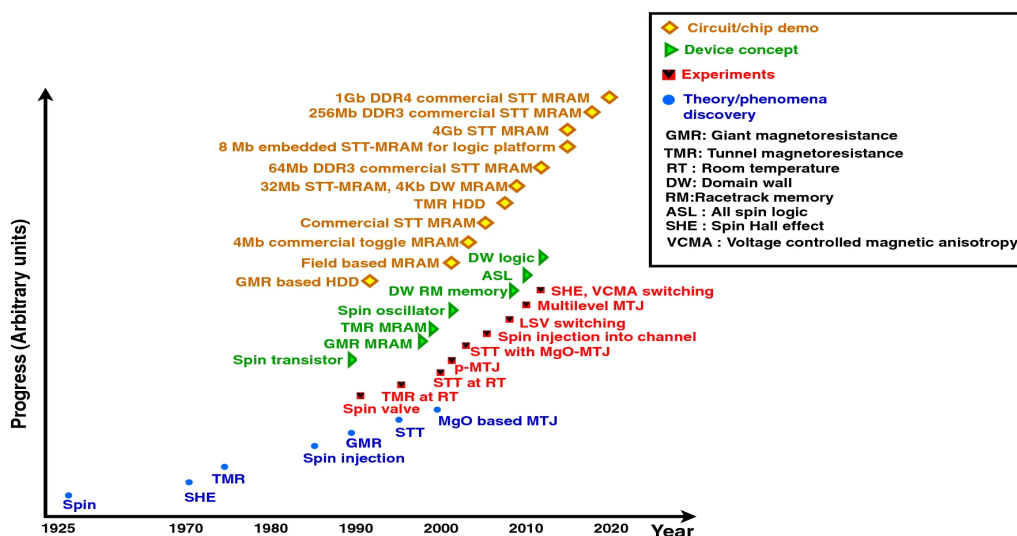 Circuit/chip demo
Device concept
Experiments
Theory/phenomena
discovery
GMR: Giant magnetoresistance
TMR: Tunnel magnetoresistance
RT : Room temperature
DW: Domain wall
RM:Racetrack memory
ASL : All spin logic
SHE : Spin Hall effect
VCMA : Voltage controlled magnetic anisotropy
1Gb DDR4 commercial STT MRAM
256Mb DDR3 commercial STT MRAM
4Gb STT MRAM
8 Mb embedded STT-MRAM for logic platform
64Mb DDR3 commercial STT MRAM
32Mb STT-MRAM, 4Kb DW MRAM
TMR HDD
Commercial STT MRAM
4Mb commercial toggle MRAM
Field based MRAM
GMR based HDD
DW logic
ASL
DW RM memory
Spin oscillator
TMR MRAM
GMR MRAM
Spin transistor
SHE, VCMA switching
Multilevel MTJ
LSV switching
Spin injection into channel
STT with MgO-MTJ
p-MTJ
STT at RT
TMR at RT
Spin valve
MgO based MTJ
STT
GMR
Spin injection
TMR
SHE
Spin
Progress (Arbitrary units)
1925 1970 1980 1990 2000 2010 2020 Year